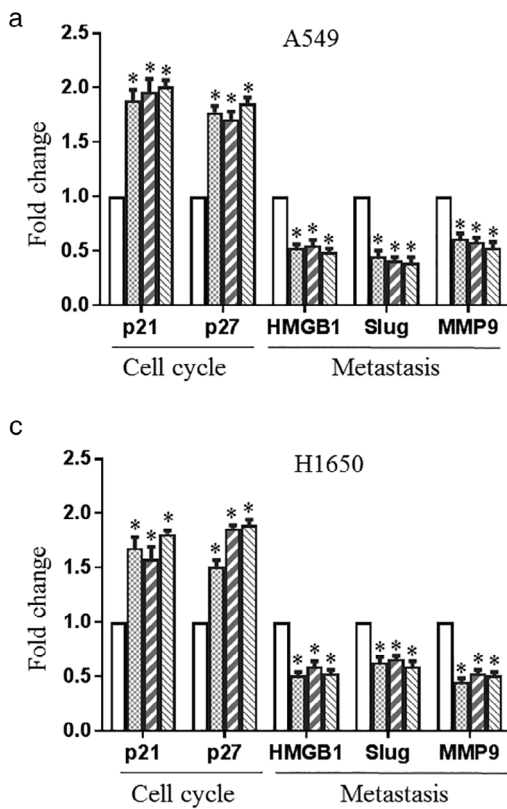 a
A549
2.5
2.0
1.5
1.0
0.5
0.0
Fold change
* * * * * * * * * * * * * * *
p21 p27 HMGB1 Slug MMP9
Cell cycle Metastasis
c
H1650
2.5
2.0
1.5
1.0
0.5
0.0
Fold change
* * * * * * * * * * * * * * *
p21 p27 HMGB1 Slug MMP9
Cell cycle Metastasis